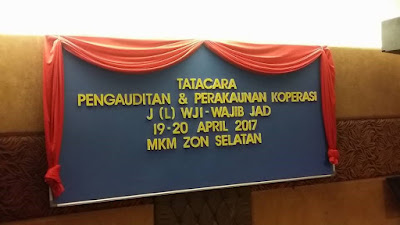 TATACARA
PENGAUDITAN & PERAKAUNAN KOPERASI
J (L) WJI-WAJIB JAD
19-20 APRIL 2017
MKM ZON SELATAN